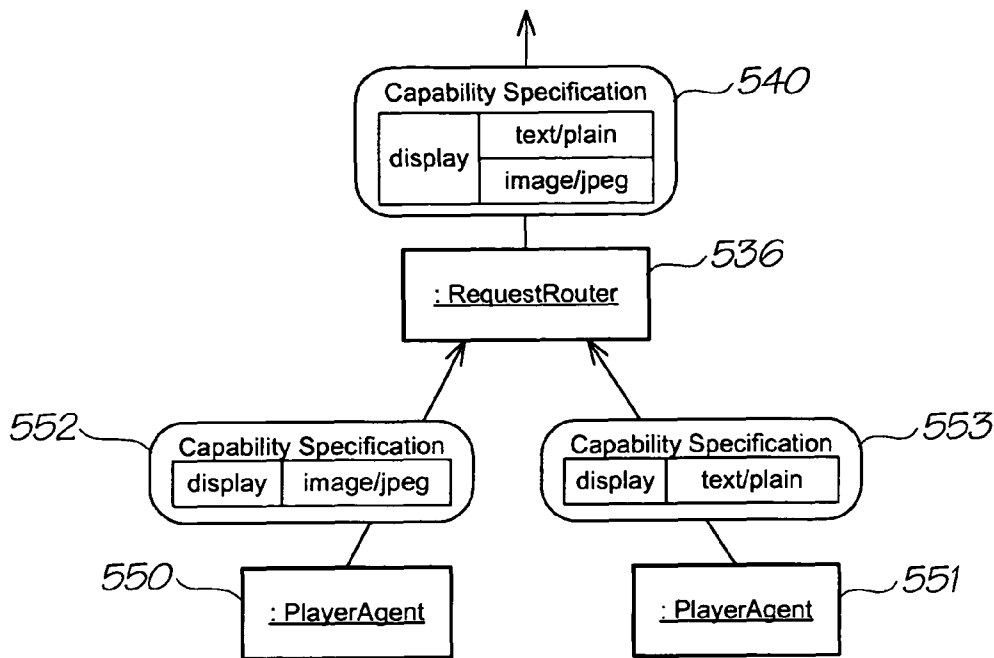 Capability Specification
540
display
text/plain
image/jpeg
536
: RequestRouter
552
Capability Specification
display
image/jpeg
553
Capability Specification
display
text/plain
550
: PlayerAgent
551
: PlayerAgent